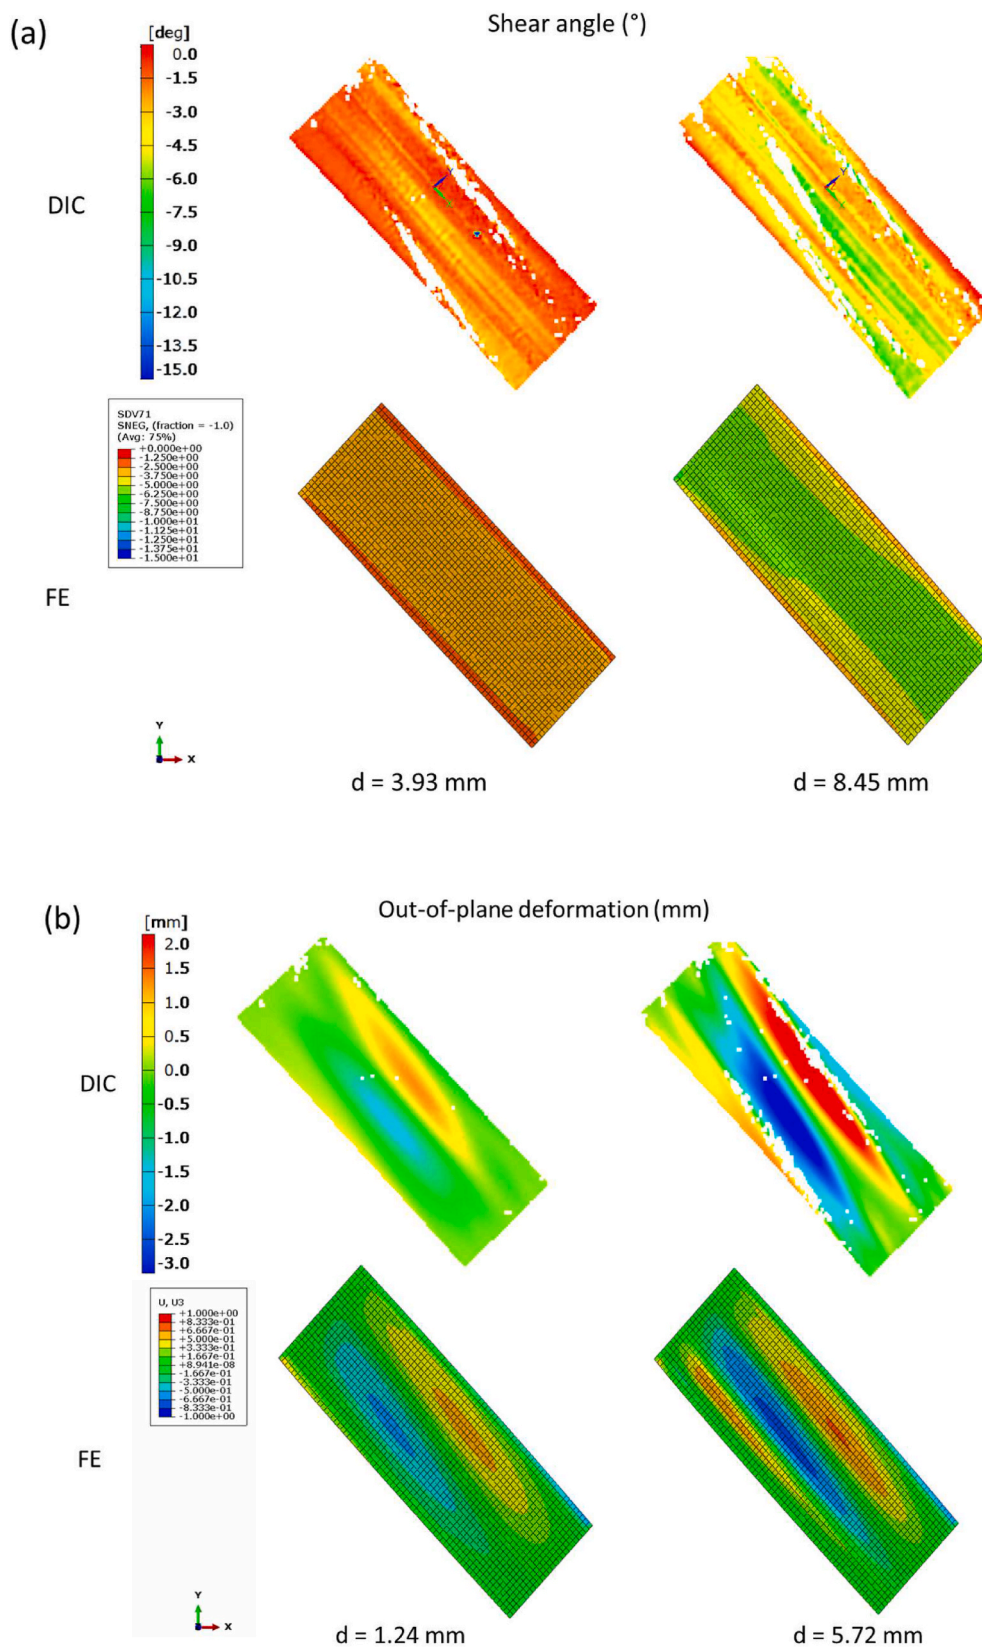 (a)
Shear angle (°)
[deg]
0.0
-1.5
-3.0
-4.5
-6.0
-7.5
-9.0
-10.5
-12.0
-13.5
-15.0
DIC
Y
X
Y
X
SDV71
SNEG, (fraction = -1.0)
(Avg: 75%)
+0.000e+00
-1.250e+00
-2.500e+00
-3.750e+00
-5.000e+00
-6.250e+00
-7.500e+00
-8.750e+00
-1.000e+01
-1.125e+01
-1.250e+01
-1.375e+01
-1.500e+01
FE
Y
X
d = 3.93 mm
d = 8.45 mm
(b)
Out-of-plane deformation (mm)
[mm]
2.0
1.5
1.0
0.5
0.0
-0.5
-1.0
-1.5
-2.0
-2.5
-3.0
DIC
U, U3
+1.000e+00
+8.333e-01
+6.667e-01
+5.000e-01
+3.333e-01
+1.667e-01
+8.941e-08
-1.667e-01
-3.333e-01
-5.000e-01
-6.667e-01
-8.333e-01
-1.000e+00
FE
Y
X
d = 1.24 mm
d = 5.72 mm